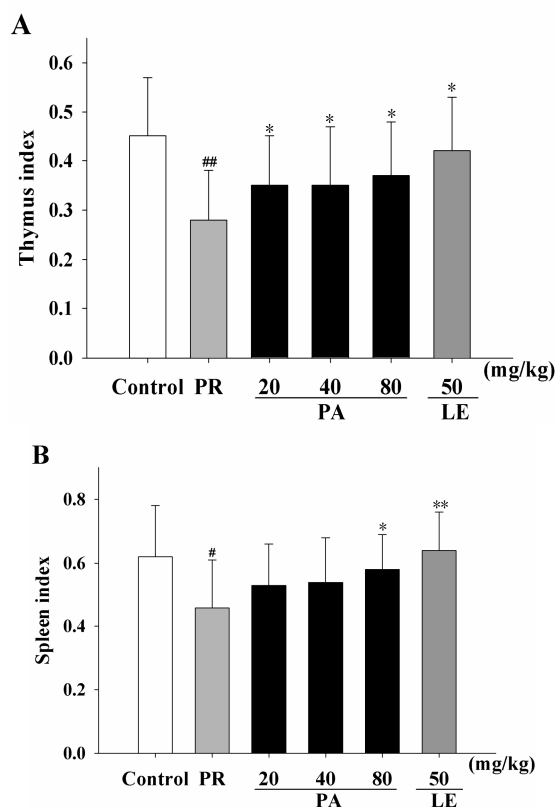 A
Thymus index
0.6
0.5
0.4
0.3
0.2
0.1
0.0
*
*
*
*
##
Control PR 20 40 80 50 (mg/kg)
PA LE
B
Spleen index
0.8
0.6
0.4
0.2
0.0
#
*
**
Control PR 20 40 80 50 (mg/kg)
PA LE